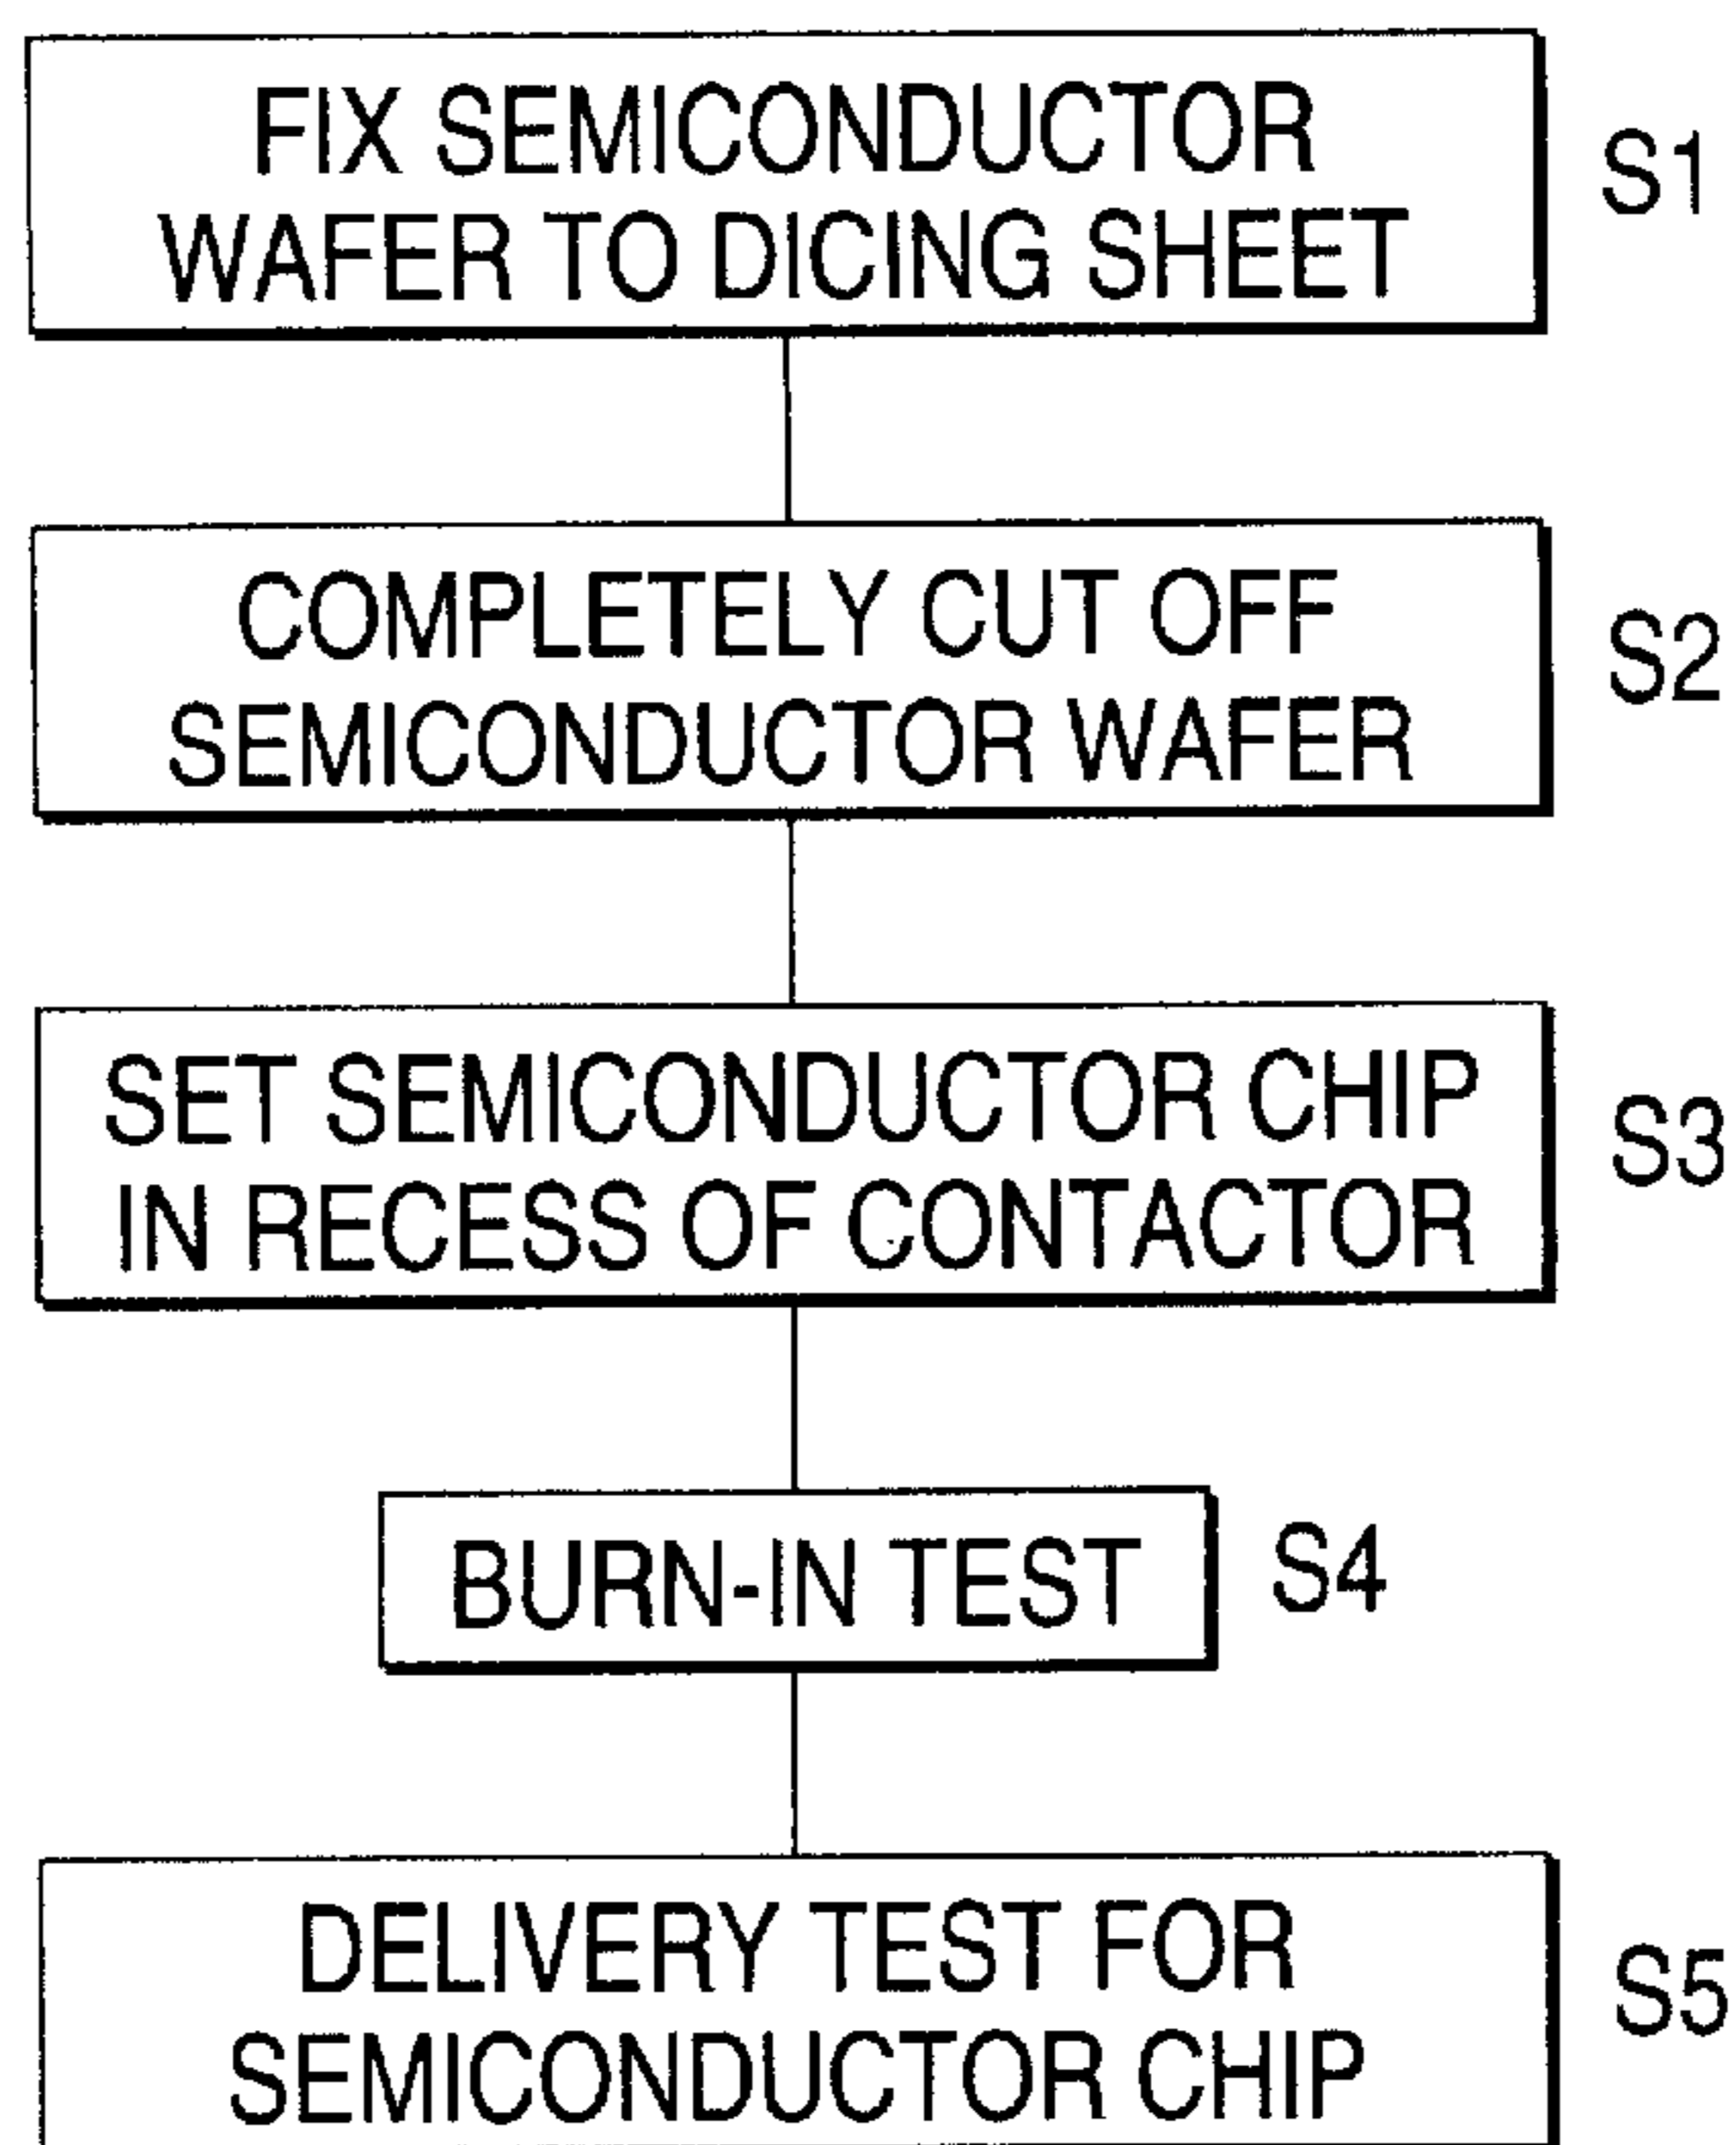 FIX SEMICONDUCTOR
WAFER TO DICING SHEET
S1
COMPLETELY CUT OFF
SEMICONDUCTOR WAFER
S2
SET SEMICONDUCTOR CHIP
IN RECESS OF CONTACTOR
S3
BURN-IN TEST
S4
DELIVERY TEST FOR
SEMICONDUCTOR CHIP
S5